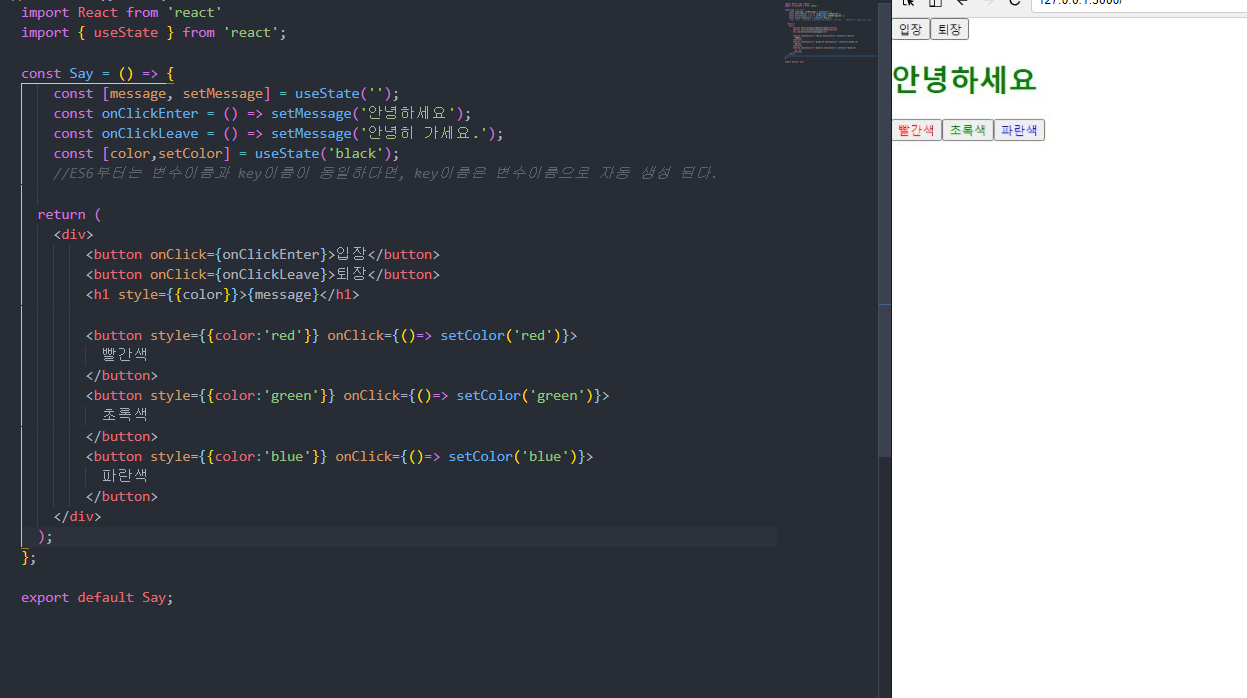 import React from 'react'
import { useState } from 'react';
const Say = () => {
const [message, setMessage] = useState('');
const onClickEnter = () => setMessage('안녕하세요');
const onClickLeave = () => setMessage('안녕히 가세요.');
const [color,setColor] = useState('black');
//ES6부터는 변수이름과 key이름이 동일하다면, key이름은 변수이름으로 자동 생성 된다.
return (
<div>
<button onClick={onClickEnter}>입장</button>
<button onClick={onClickLeave}>퇴장</button>
<h1 style={{color}}>{message}</h1>
<button style={{color:'red'}} onClick={()=> setColor('red')}>
빨간색
</button>
<button style={{color:'green'}} onClick={()=> setColor('green')}>
초록색
</button>
<button style={{color:'blue'}} onClick={()=> setColor('blue')}>
파란색
</button>
</div>
);
};
export default Say;
127.0.0.1:3000/
입장 퇴장
안녕하세요
빨간색 초록색 파란색